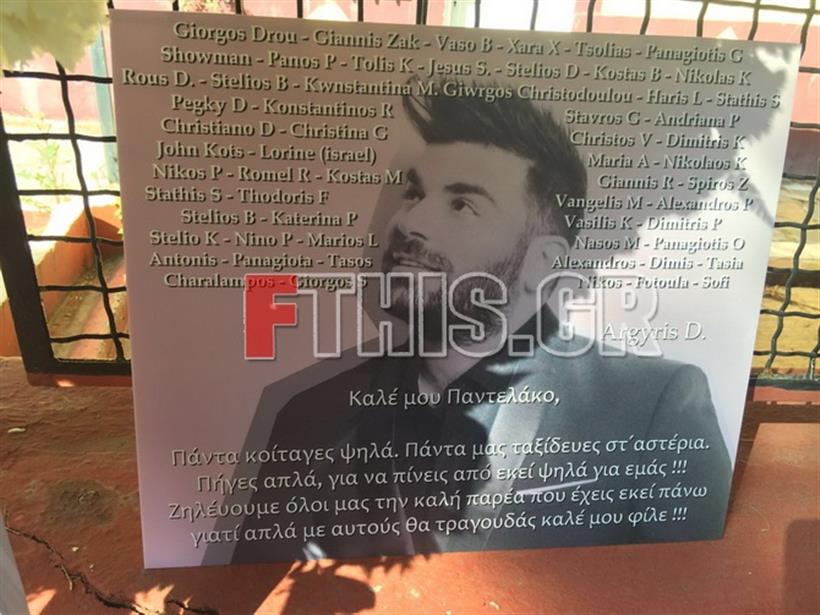 Giorgos Drou - Giannis Zak - Vaso B - Xara X - Tsolias - Panagiotis G
Showman - Panos P - Tolis K - Jesus S. - Stelios D - Kostas B - Nikolas K
Rous D. - Stelios B - Kwnstantina M. Giwrgos Christodoulou - Haris L - Stathis S
Pegky D - Konstantinos R
Stavros G - Andriana P
Christiano D - Christina G
Christos V - Dimitris K
John Kots - Lorine (israel)
Maria A - Nikolaos K
Nikos P - Romel R - Kostas M
Giannis R - Spiros Z
Stathis S - Thodoris F
Vangelis M - Alexandros P
Stelios B - Katerina P
Vasilis K - Dimitris P
Stelio K - Nino P - Marios L
Nasos M - Panagiotis O
Antonis - Panagiota - Tasos
Alexandros - Dimis - Tasia
Charalampos - Giorgos S
Nikos - Fotoula - Sofi
FTHIS.GR
Argyris D.
Καλέ μου Παντελάκο,
Πάντα κοίταγες ψηλά. Πάντα μας ταξίδευες στ΄αστέρια.
Πήγες απλά, για να πίνεις από εκεί ψηλά για εμάς !!!
Ζηλέυουμε όλοι μας την καλή παρέα που έχεις εκεί πάνω
γιατί απλά με αυτούς θα τραγουδάς καλέ μου φίλε !!!